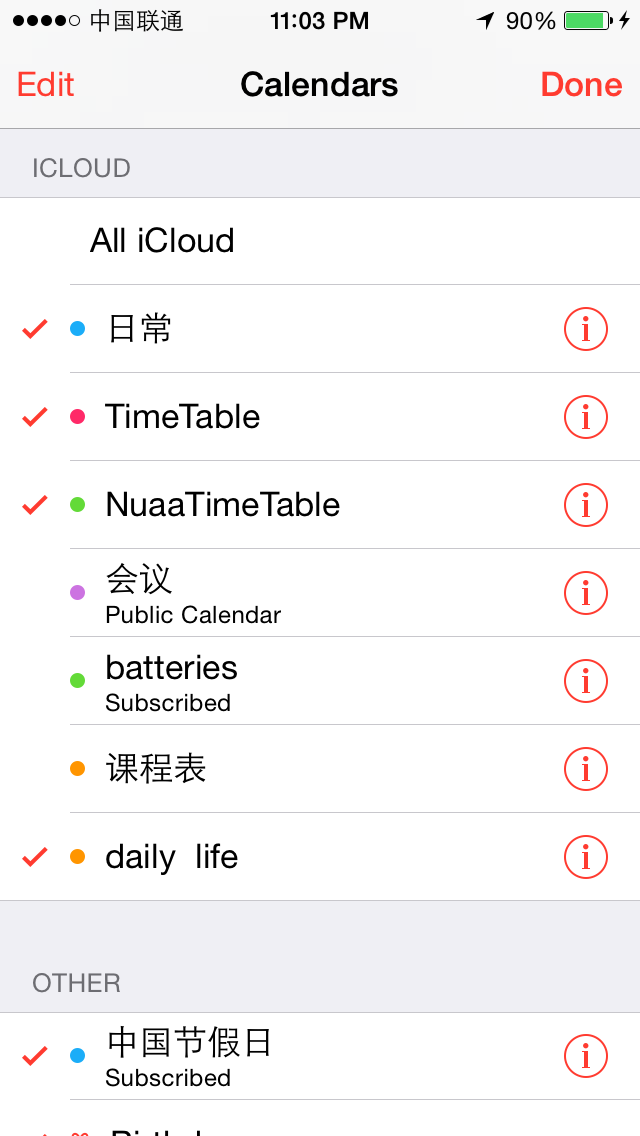 中国联通 11:03 PM 90%
Edit Calendars Done
ICLOUD
All iCloud
日常
TimeTable
NuaaTimeTable
会议
Public Calendar
batteries
Subscribed
课程表
daily life
OTHER
中国节假日
Subscribed